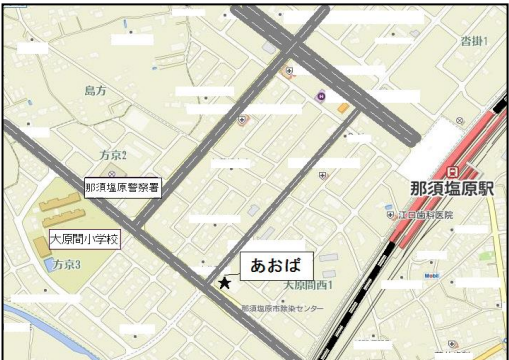 沓掛1
島方
方京2
那須塩原警察署
那須塩原駅
江口歯科医院
大原間小学校
方京3
あおば
大原間西1
Mobil
那須塩原市除染センター